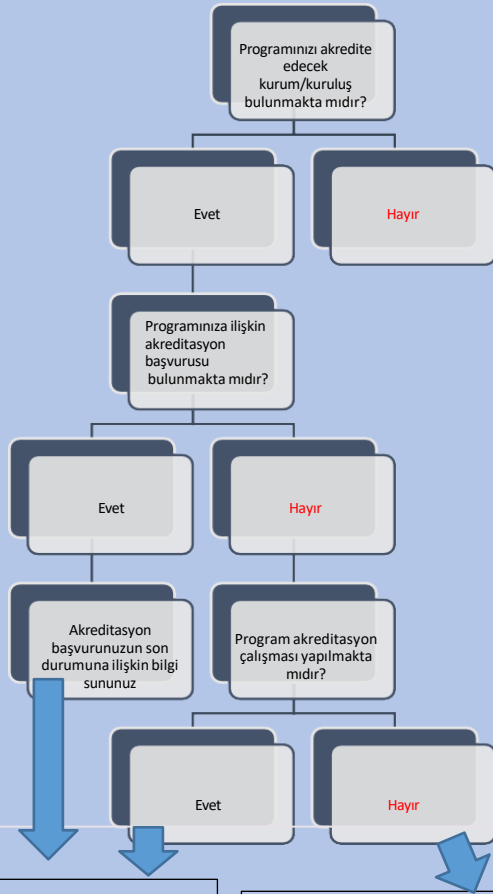 Programınızı akredite
edecek
kurum/kuruluş
bulunmakta mıdır?
Evet
Hayır
Programınıza ilişkin
akreditasyon
başvurusu
bulunmakta mıdır?
Evet
Hayır
Akreditasyon
başvurunuzun son
durumuna ilişkin bilgi
sununuz
Program akreditasyon
çalışması yapılmakta
mıdır?
Evet
Hayır